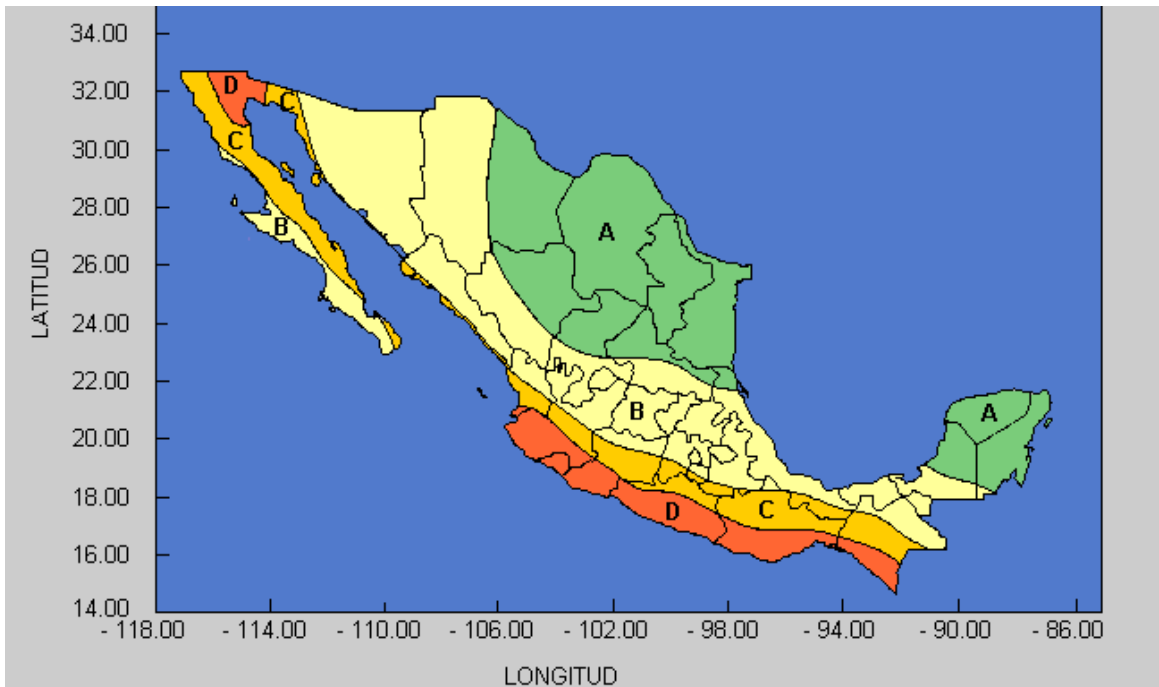 34.00
32.00
30.00
28.00
26.00
24.00
22.00
20.00
18.00
16.00
14.00
LATITUD
D
C
C
B
A
B
A
C
D
- 118.00 - 114.00 - 110.00 - 106.00 - 102.00 - 98.00 - 94.00 - 90.00 - 86.00
LONGITUD